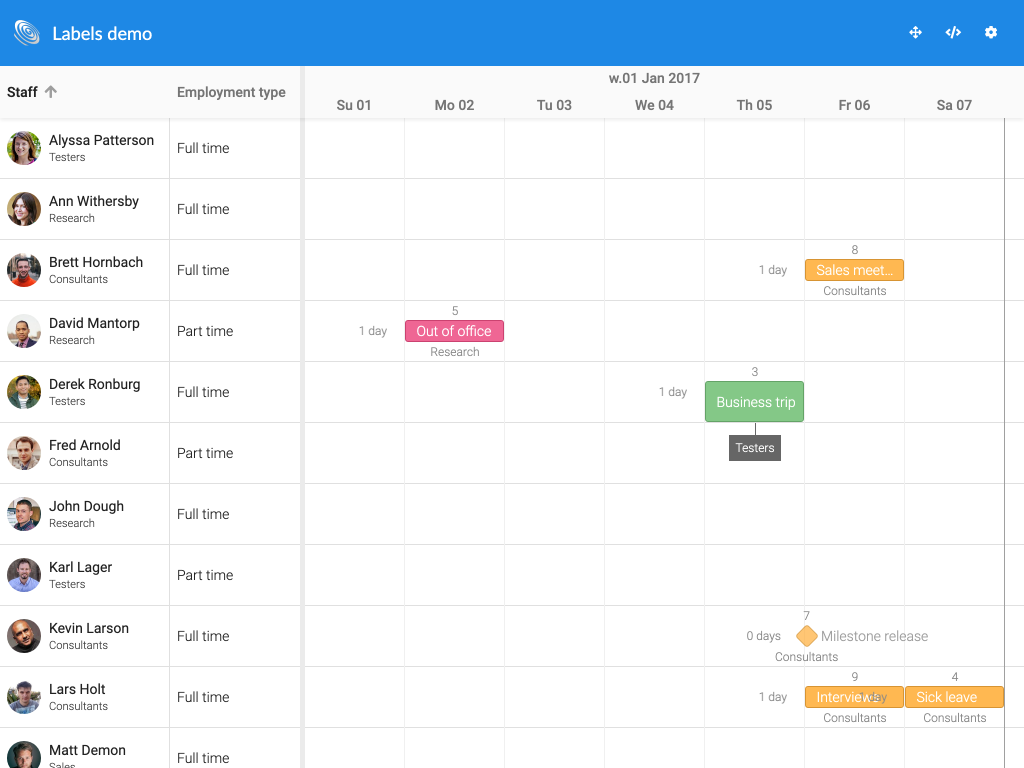 Labels demo
w.01 Jan 2017
Staff Employment type
Su 01 Mo 02 Tu 03 We 04 Th 05 Fr 06 Sa 07
Alyssa Patterson
Testers
Full time
Ann Withersby
Research
Full time
8
Brett Hornbach
Consultants
Full time
1 day
Sales meet...
Consultants
5
David Mantorp
Research
Part time
1 day
Out of office
Research
3
Derek Ronburg
Testers
Full time
1 day
Business trip
Testers
Fred Arnold
Consultants
Part time
John Dough
Research
Full time
Karl Lager
Testers
Part time
7
Kevin Larson
Consultants
Full time
0 days
Milestone release
Consultants
9 4
Lars Holt
Consultants
Full time
1 day
Interview
1 day
Sick leave
Consultants Consultants
Matt Demon
Sales
Full time